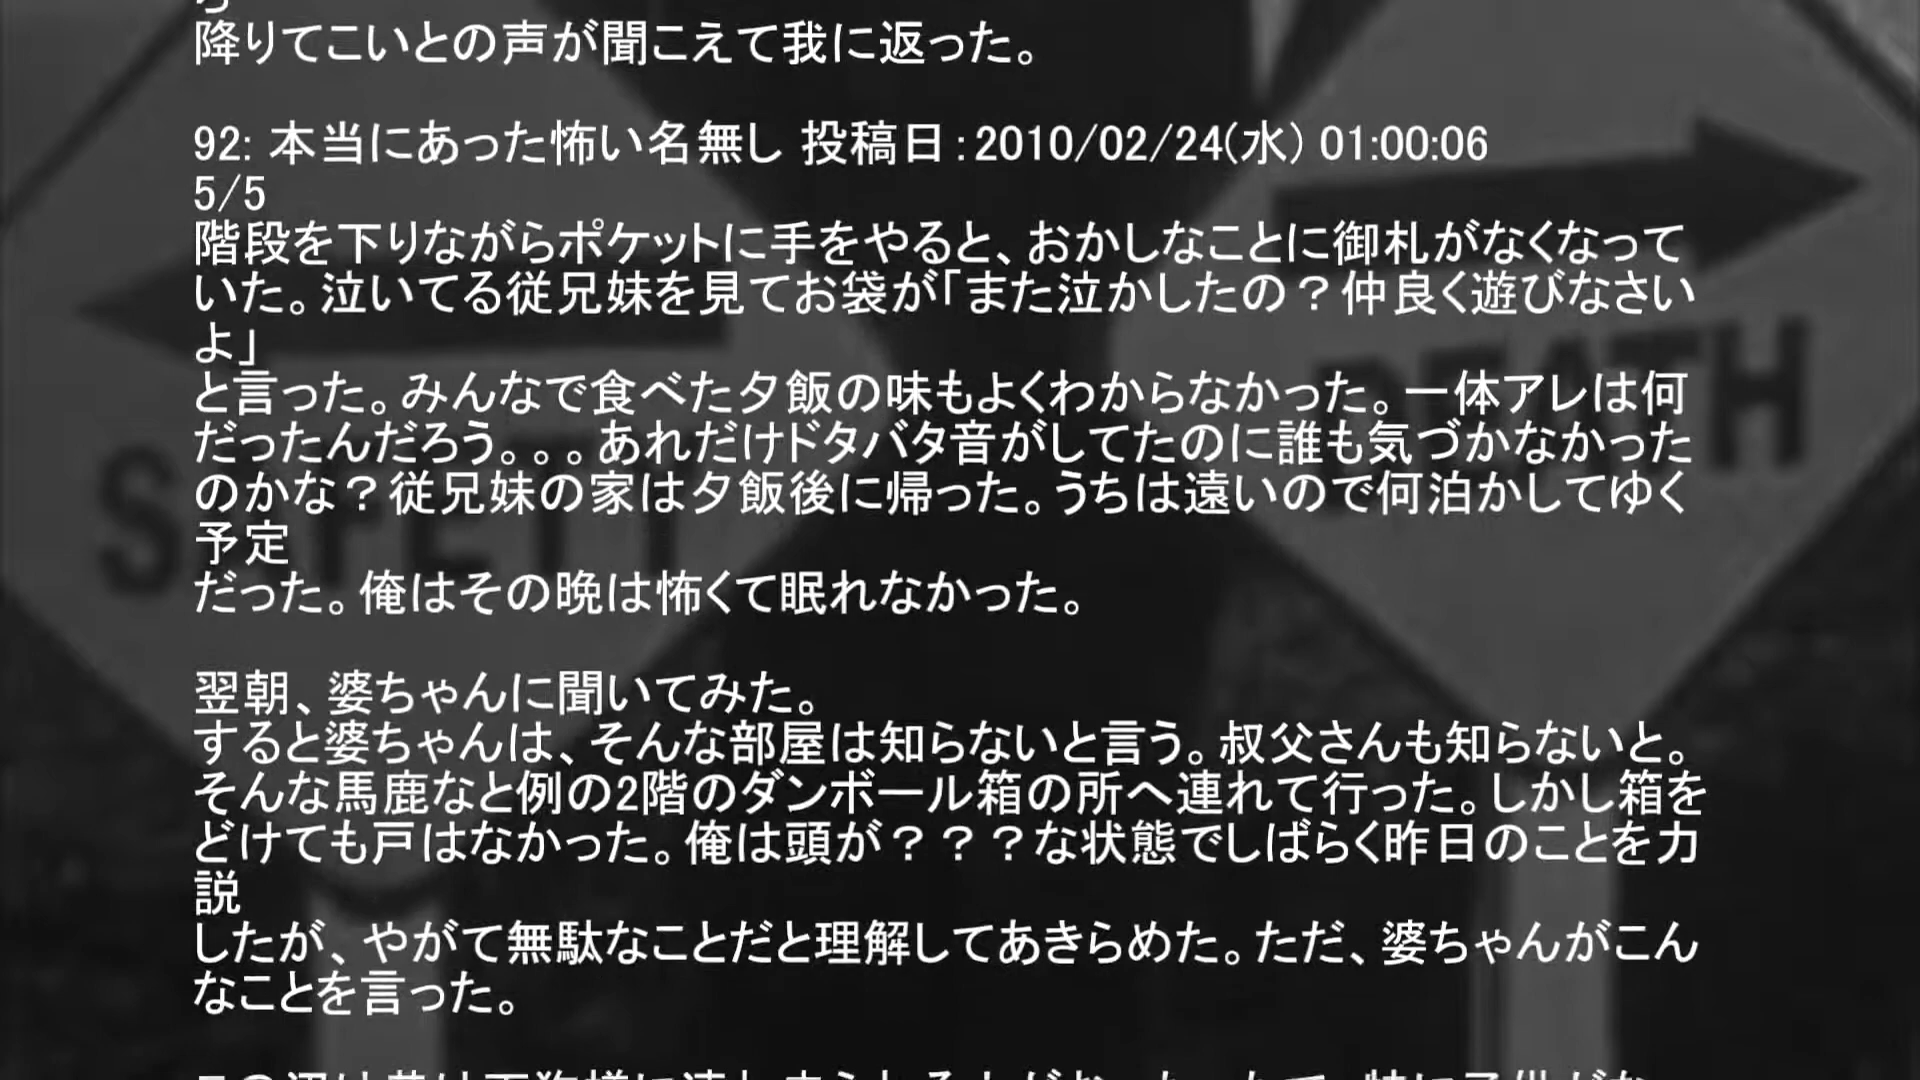 降りてこいとの声が聞こえて我に返った。
92: 本当にあった怖い名無し 投稿日：2010/02/24(水) 01:00:06
5/5
階段を下りながらポケットに手をやると、おかしなことに御札がなくなって
いた。泣いてる従兄妹を見てお袋が「また泣かしたの？仲良く遊びなさい
よ」
と言った。みんなで食べた夕飯の味もよくわからなかった。一体アレは何
だったんだろう。。。あれだけドタバタ音がしてたのに誰も気づかなかった
のかな？従兄妹の家は夕飯後に帰った。うちは遠いので何泊かしてゆく
予定
だった。俺はその晩は怖くて眠れなかった。
翌朝、婆ちゃんに聞いてみた。
すると婆ちゃんは、そんな部屋は知らないと言う。叔父さんも知らないと。
そんな馬鹿なと例の2階のダンボール箱の所へ連れて行った。しかし箱を
どけても戸はなかった。俺は頭が？？？な状態でしばらく昨日のことを力
説
したが、やがて無駄なことだと理解してあきらめた。ただ、婆ちゃんがこん
なことを言った。
SAFETY
DEATH